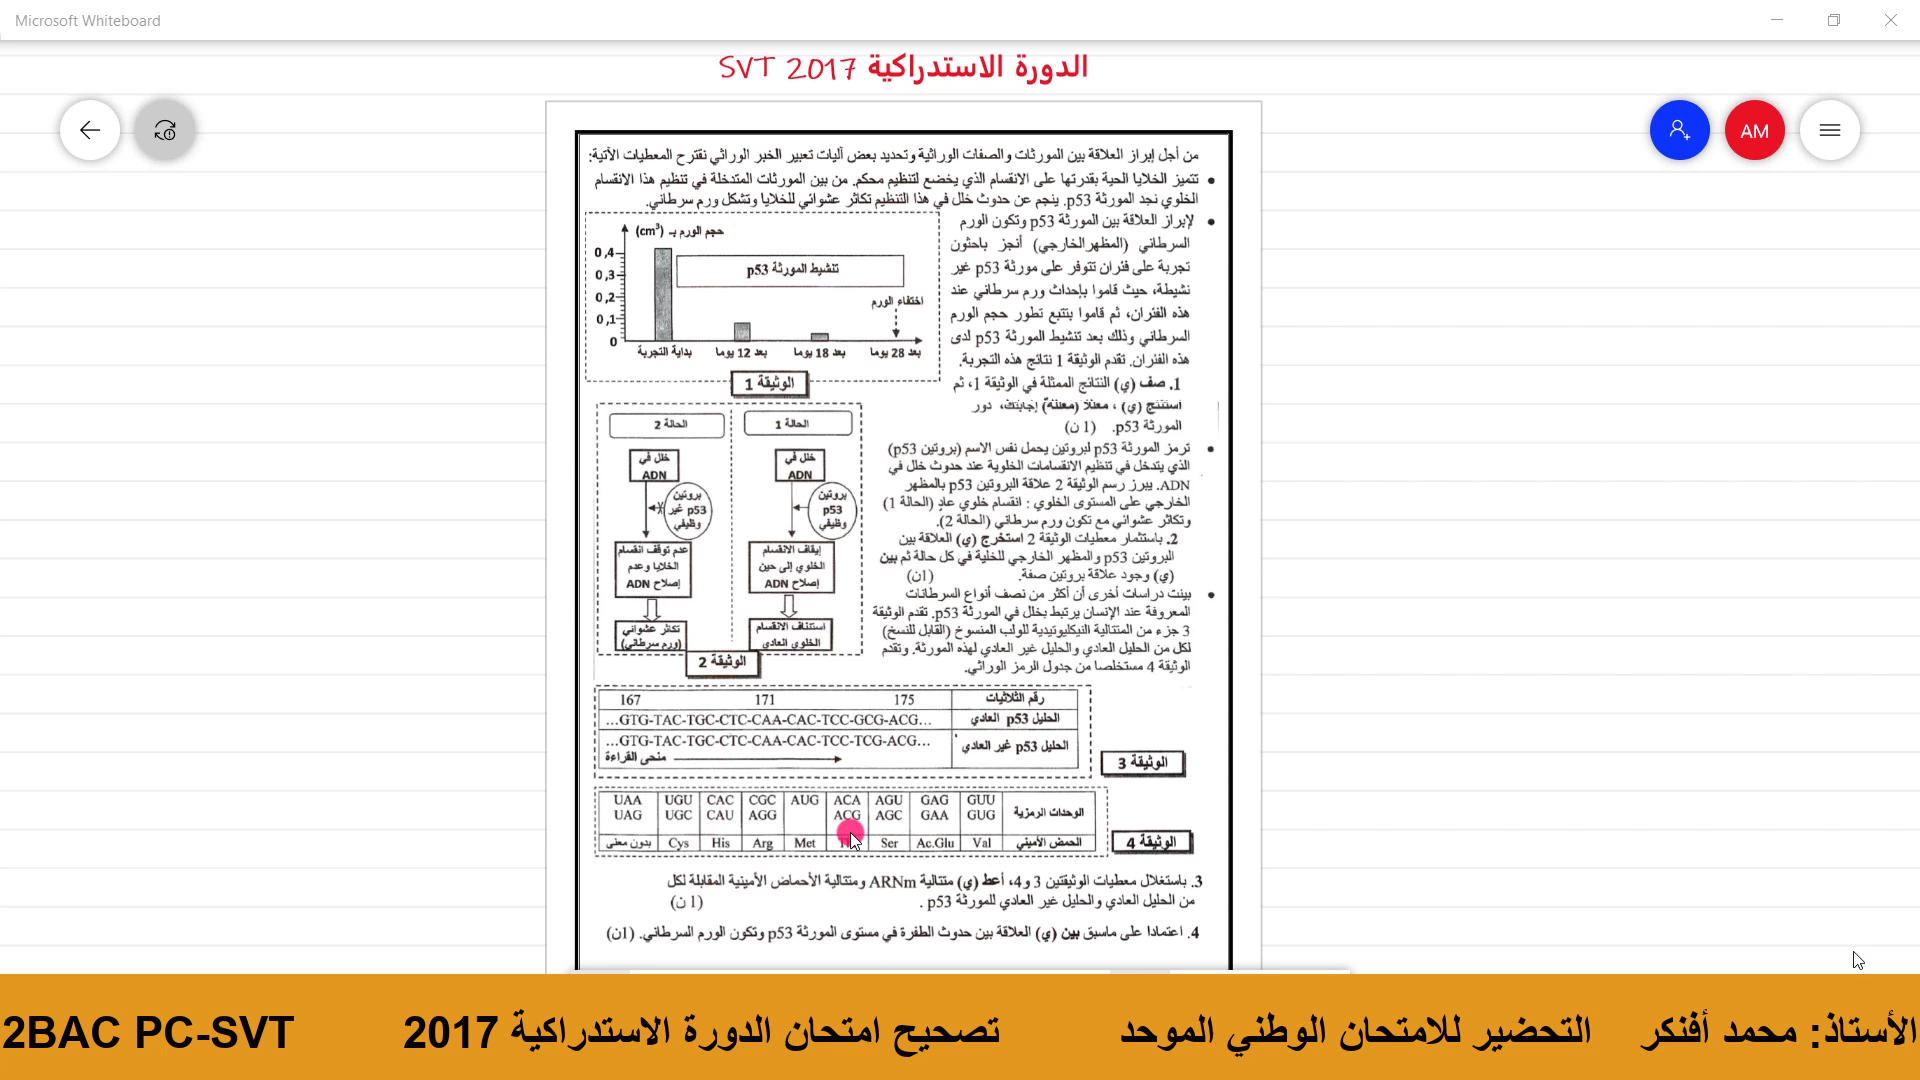 Microsoft Whiteboard
الدورة الاستدراكية SVT 2017
AM
من أجل إبراز العلاقة بين المورثات والصفات الوراثية وتحديد بعض آليات تعبير الخبر الوراثي نقترح المعطيات الآتية:
• تتميز الخلايا الحية بقدرتها على الانقسام الذي يخضع لتنظيم محكم. من بين المورثات المتدخلة في تنظيم هذا الانقسام
الخلوي نجد المورثة p53. ينجم عن حدوث خلل في هذا التنظيم تكاثر عشوائي للخلايا وتشكل ورم سرطاني.
• لإبراز العلاقة بين المورثة p53 وتكون الورم
السرطاني (المظهر الخارجي) أنجز باحثون
تجربة على فئران تتوفر على مورثة p53 غير
نشيطة، حيث قاموا بإحداث ورم سرطاني عند
هذه الفئران، ثم قاموا بتتبع تطور حجم الورم
السرطاني وذلك بعد تنشيط المورثة p53 لدى
هذه الفئران. تقدم الوثيقة 1 نتائج هذه التجربة.
1. صف (ي) النتائج الممثلة في الوثيقة 1، ثم
استنتج (ي) ، معللا (معللة) إجابتك، دور
المورثة p53. (1 ن)
حجم الورم بـ (cm³)
0,4
0,3
0,2
0,1
0
تنشيط المورثة p53
اختفاء الورم
بداية التجربة
بعد 12 يوما
بعد 18 يوما
بعد 28 يوما
الوثيقة 1
• ترمز المورثة p53 لبروتين يحمل نفس الاسم (بروتين p53)
الذي يتدخل في تنظيم الانقسامات الخلوية عند حدوث خلل في
ADN. يبرز رسم الوثيقة 2 علاقة البروتين p53 بالمظهر
الخارجي على المستوى الخلوي : انقسام خلوي عادٍ (الحالة 1)
وتكاثر عشوائي مع تكون ورم سرطاني (الحالة 2).
2. باستثمار معطيات الوثيقة 2 استخرج (ي) العلاقة بين
البروتين p53 والمظهر الخارجي للخلية في كل حالة ثم بين
(ي) وجود علاقة بروتين صفة. (1ن)
الحالة 1
خلل في
ADN
بروتين
p53
وظيفي
إيقاف الانقسام
الخلوي إلى حين
إصلاح ADN
استئناف الانقسام
الخلوي العادي
الحالة 2
خلل في
ADN
بروتين
p53 غير
وظيفي
عدم توقف انقسام
الخلايا وعدم
إصلاح ADN
تكاثر عشوائي
(ورم سرطاني)
الوثيقة 2
• بينت دراسات أخرى أن أكثر من نصف أنواع السرطانات
المعروفة عند الإنسان يرتبط بخلل في المورثة p53. تقدم الوثيقة
3 جزء من المتتالية النيكليوتيدية للولب المنسوخ (القابل للنسخ)
لكل من الحليل العادي والحليل غير العادي لهذه المورثة. وتقدم
الوثيقة 4 مستخلصا من جدول الرمز الوراثي.
رقم الثلاثيات 167 171 175
الحليل p53 العادي ...GTG-TAC-TGC-CTC-CAA-CAC-TCC-GCG-ACG...
الحليل p53 غير العادي ...GTG-TAC-TGC-CTC-CAA-CAC-TCC-TCG-ACG...
منحى القراءة
الوثيقة 3
UAA UGU CAC CGC AUG ACA AGU GAG GUU الوحدات الرمزية
UAG UGC CAU AGG ACG AGC GAA GUG
بدون معنى Cys His Arg Met Ser Ac.Glu Val الحمض الأميني
الوثيقة 4
3. باستغلال معطيات الوثيقتين 3 و4، أعط (ي) متتالية ARNm ومتتالية الأحماض الأمينية المقابلة لكل
من الحليل العادي والحليل غير العادي للمورثة p53 . (1 ن)
4. اعتمادا على ماسبق بين (ي) العلاقة بين حدوث الطفرة في مستوى المورثة p53 وتكون الورم السرطاني. (1ن)
الأستاذ: محمد أفنكر التحضير للامتحان الوطني الموحد تصحيح امتحان الدورة الاستدراكية 2017 2BAC PC-SVT